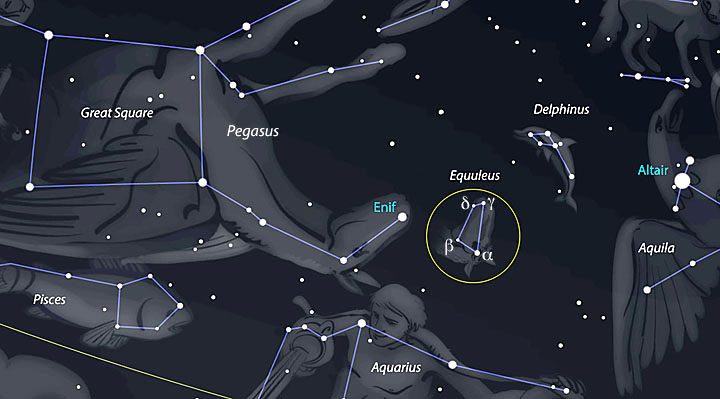 Great Square
Pegasus
Delphinus
Equuleus
Altair
Enif
δ γ
β α
Aquila
Pisces
Aquarius